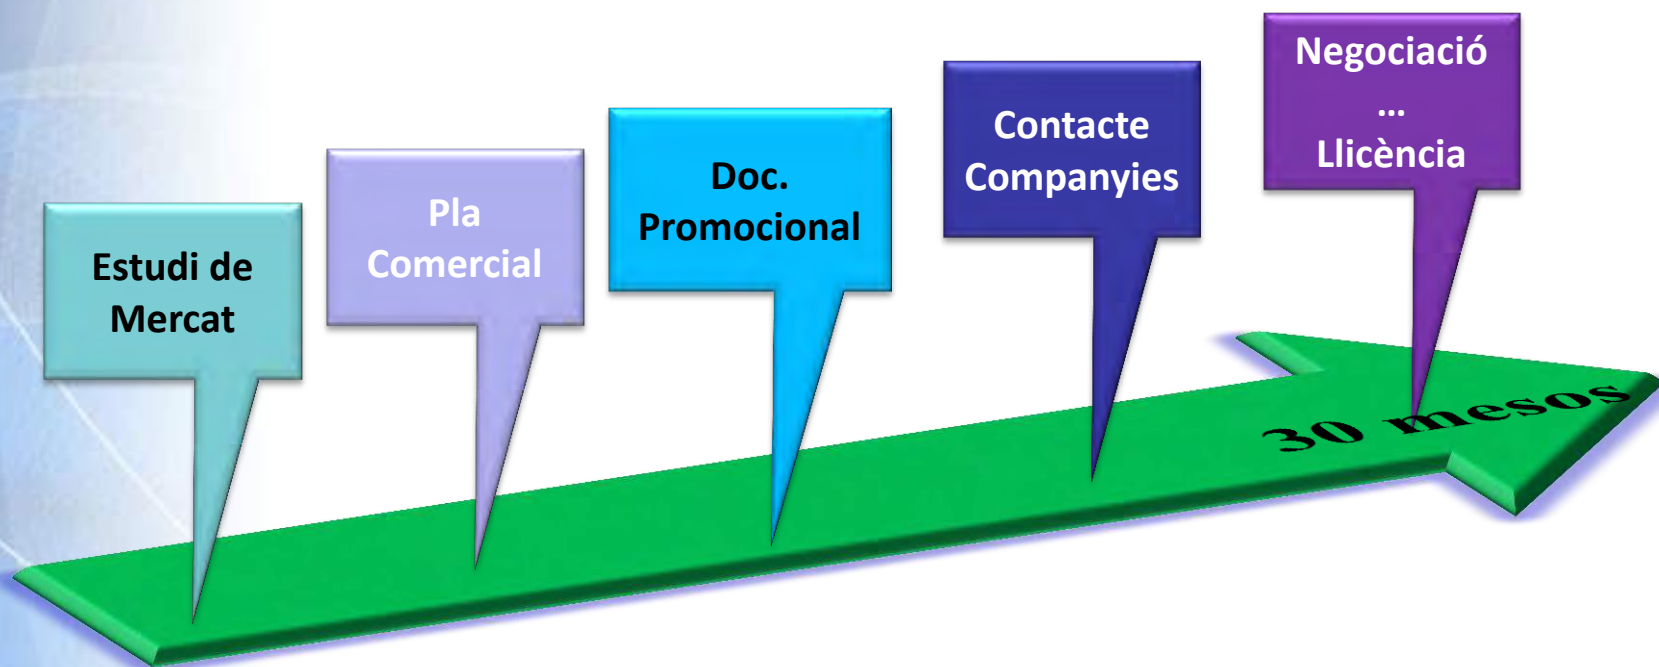 Estudi de
Mercat
Pla
Comercial
Doc.
Promocional
Contacte
Companyies
Negociació
...
Llicència
30 mesos